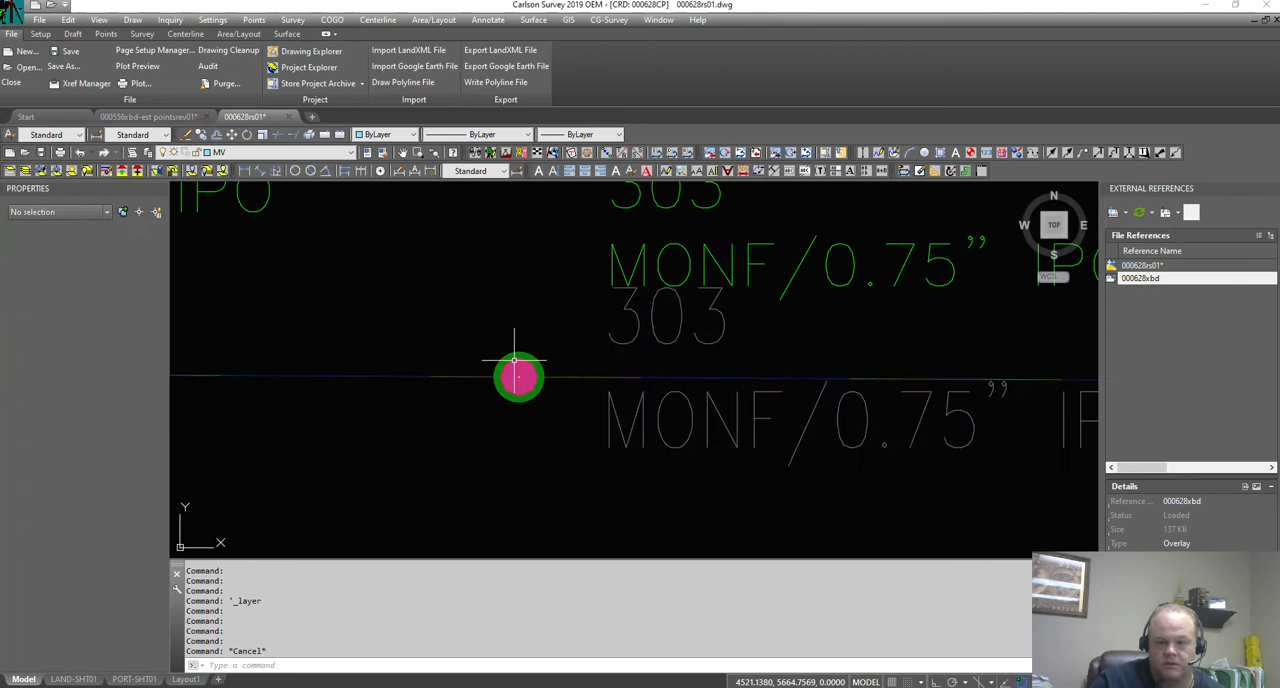 Carlson Survey 2019 OEM - [CRD: 000628CP] 000628rs01.dwg
File Edit View Draw Inquiry Settings Points Survey COGO Centerline Area/Layout Annotate Surface GIS CG-Survey Window Help
File Setup Draft Points Survey Centerline Area/Layout Surface
New... Save Page Setup Manager... Drawing Cleanup Drawing Explorer Import LandXML File Export LandXML File
Open... Save As... Plot Preview Audit Project Explorer Import Google Earth File Export Google Earth File
Close Xref Manager Plot... Purge... Store Project Archive Draw Polyline File Write Polyline File
File Project Import Export
Start 000556xbd-est pointsrev01* 000628rs01*
Standard Standard ByLayer ByLayer ByLayer
MV
Standard
PROPERTIES
No selection
IPO
303
MONF/0.75”
303
MONF/0.75”
N
W TOP E
S
WCS
EXTERNAL REFERENCES
File References
Reference Name
000628rs01*
000628xbd
Details
Reference... 000628xbd
Status Loaded
Size 137 KB
Type Overlay
Y
X
Command:
Command:
Command:
Command: '_layer
Command:
Command:
Command:
Command:
Command: *Cancel*
Type a command
Model LAND-SHT01 PORT-SHT01 Layout1 4521.1380, 5664.7569, 0.0000 MODEL